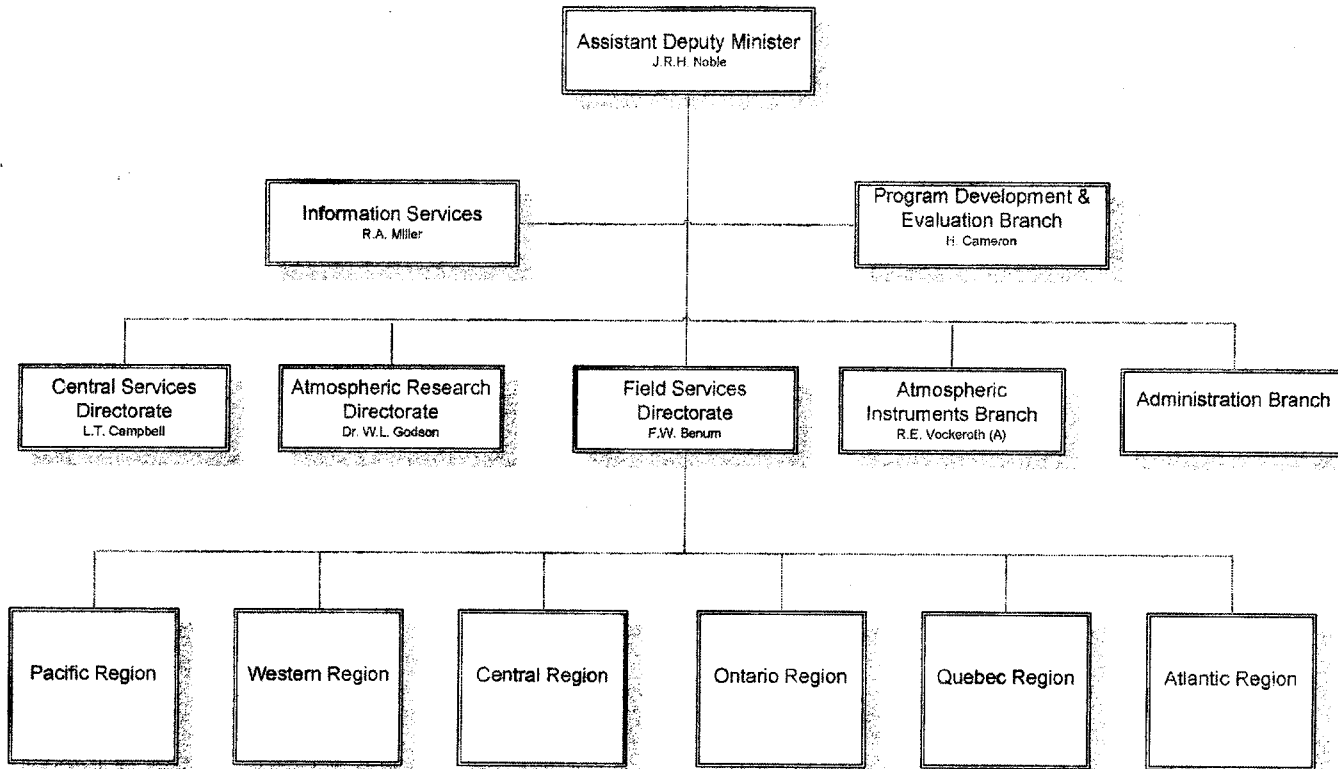 Assistant Deputy Minister
J.R.H. Noble
Information Services
R.A. Miller
Program Development &
Evaluation Branch
H. Cameron
Central Services
Directorate
L.T. Campbell
Atmospheric Research
Directorate
Dr. W.L. Godson
Field Services
Directorate
F.W. Benum
Atmospheric
Instruments Branch
R.E. Vockeroth (A)
Administration Branch
Pacific Region
Western Region
Central Region
Ontario Region
Quebec Region
Atlantic Region